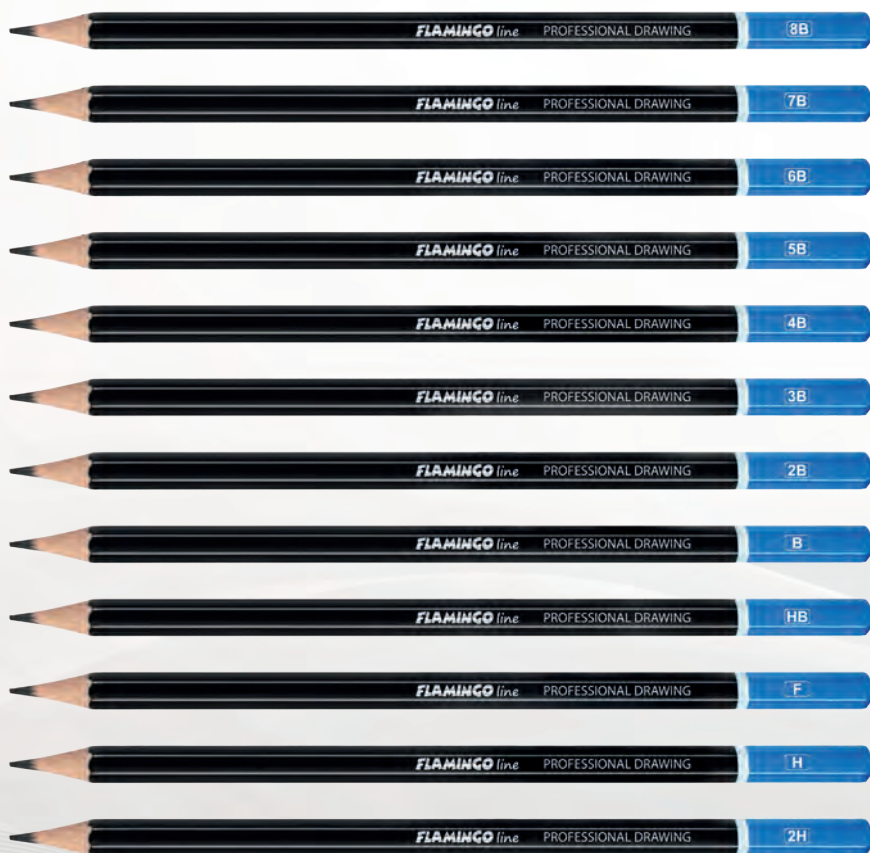 FLAMINGO line PROFESSIONAL DRAWING 8B
FLAMINGO line PROFESSIONAL DRAWING 7B
FLAMINGO line PROFESSIONAL DRAWING 6B
FLAMINGO line PROFESSIONAL DRAWING 5B
FLAMINGO line PROFESSIONAL DRAWING 4B
FLAMINGO line PROFESSIONAL DRAWING 3B
FLAMINGO line PROFESSIONAL DRAWING 2B
FLAMINGO line PROFESSIONAL DRAWING B
FLAMINGO line PROFESSIONAL DRAWING HB
FLAMINGO line PROFESSIONAL DRAWING F
FLAMINGO line PROFESSIONAL DRAWING H
FLAMINGO line PROFESSIONAL DRAWING 2H